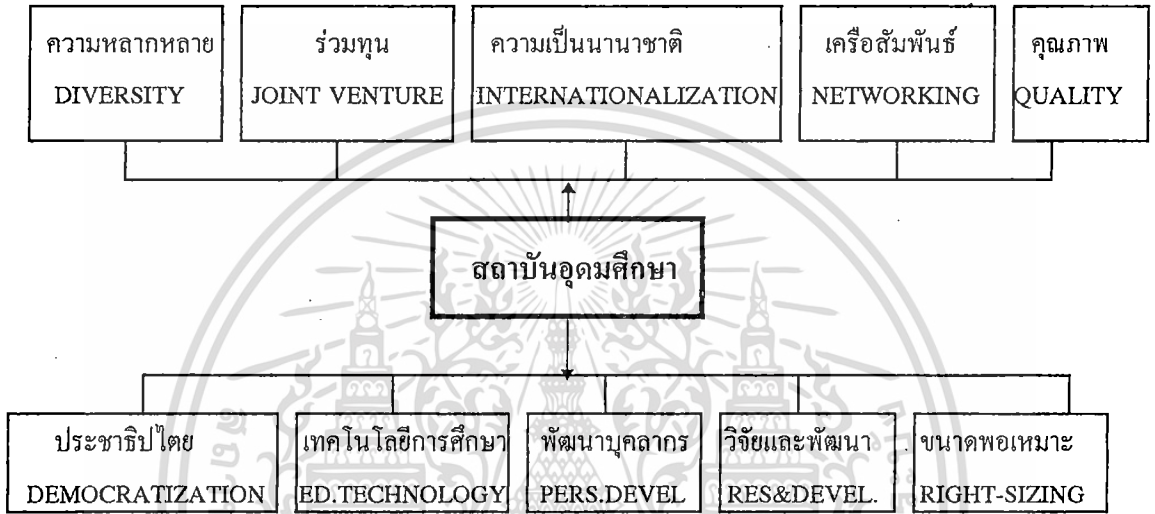 ความหลากหลาย
DIVERSITY
ร่วมทุน
JOINT VENTURE
ความเป็นนานาชาติ
INTERNATIONALIZATION
เครือสัมพันธ์
NETWORKING
คุณภาพ
QUALITY
สถาบันอุดมศึกษา
ประชาธิปไตย
DEMOCRATIZATION
เทคโนโลยีการศึกษา
ED.TECHNOLOGY
พัฒนาบุคลากร
PERS.DEVEL
วิจัยและพัฒนา
RES&DEVEL.
ขนาดพอเหมาะ
RIGHT-SIZING